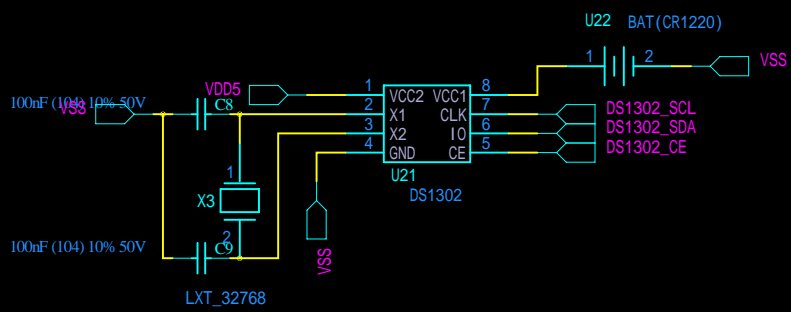 U22 BAT(CR1220)
1 2 VSS
VDD5
1 VCC2 VCC1 8
100nF (104) 10% 50V
VSS
C8
2 X1 CLK 7 DS1302_SCL
3 X2 IO 6 DS1302_SDA
4 GND CE 5 DS1302_CE
U21
DS1302
1
X3
2
VSS
100nF (104) 10% 50V
C9
LXT_32768